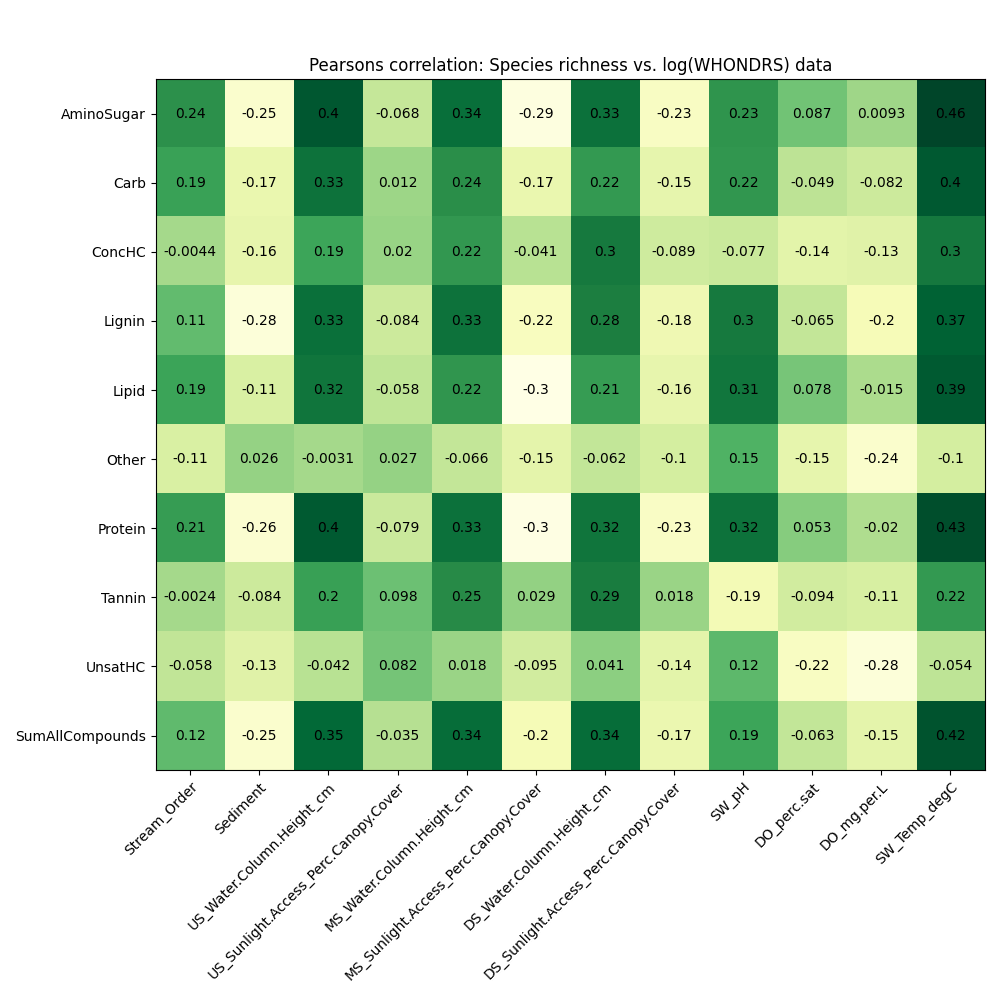 Pearsons correlation: Species richness vs. log(WHONDRS) data
AminoSugar 0.24 -0.25 0.4 -0.068 0.34 -0.29 0.33 -0.23 0.23 0.087 0.0093 0.46
Carb 0.19 -0.17 0.33 0.012 0.24 -0.17 0.22 -0.15 0.22 -0.049 -0.082 0.4
ConcHC -0.0044 -0.16 0.19 0.02 0.22 -0.041 0.3 -0.089 -0.077 -0.14 -0.13 0.3
Lignin 0.11 -0.28 0.33 -0.084 0.33 -0.22 0.28 -0.18 0.3 -0.065 -0.2 0.37
Lipid 0.19 -0.11 0.32 -0.058 0.22 -0.3 0.21 -0.16 0.31 0.078 -0.015 0.39
Other -0.11 0.026 -0.0031 0.027 -0.066 -0.15 -0.062 -0.1 0.15 -0.15 -0.24 -0.1
Protein 0.21 -0.26 0.4 -0.079 0.33 -0.3 0.32 -0.23 0.32 0.053 -0.02 0.43
Tannin -0.0024 -0.084 0.2 0.098 0.25 0.029 0.29 0.018 -0.19 -0.094 -0.11 0.22
UnsatHC -0.058 -0.13 -0.042 0.082 0.018 -0.095 0.041 -0.14 0.12 -0.22 -0.28 -0.054
SumAllCompounds 0.12 -0.25 0.35 -0.035 0.34 -0.2 0.34 -0.17 0.19 -0.063 -0.15 0.42
Stream_Order
Sediment
US_Water.Column.Height_cm
US_Sunlight.Access_Perc.Canopy.Cover
MS_Water.Column.Height_cm
MS_Sunlight.Access_Perc.Canopy.Cover
DS_Water.Column.Height_cm
DS_Sunlight.Access_Perc.Canopy.Cover
SW_pH
DO_perc.sat
DO_mg.per.L
SW_Temp_degC